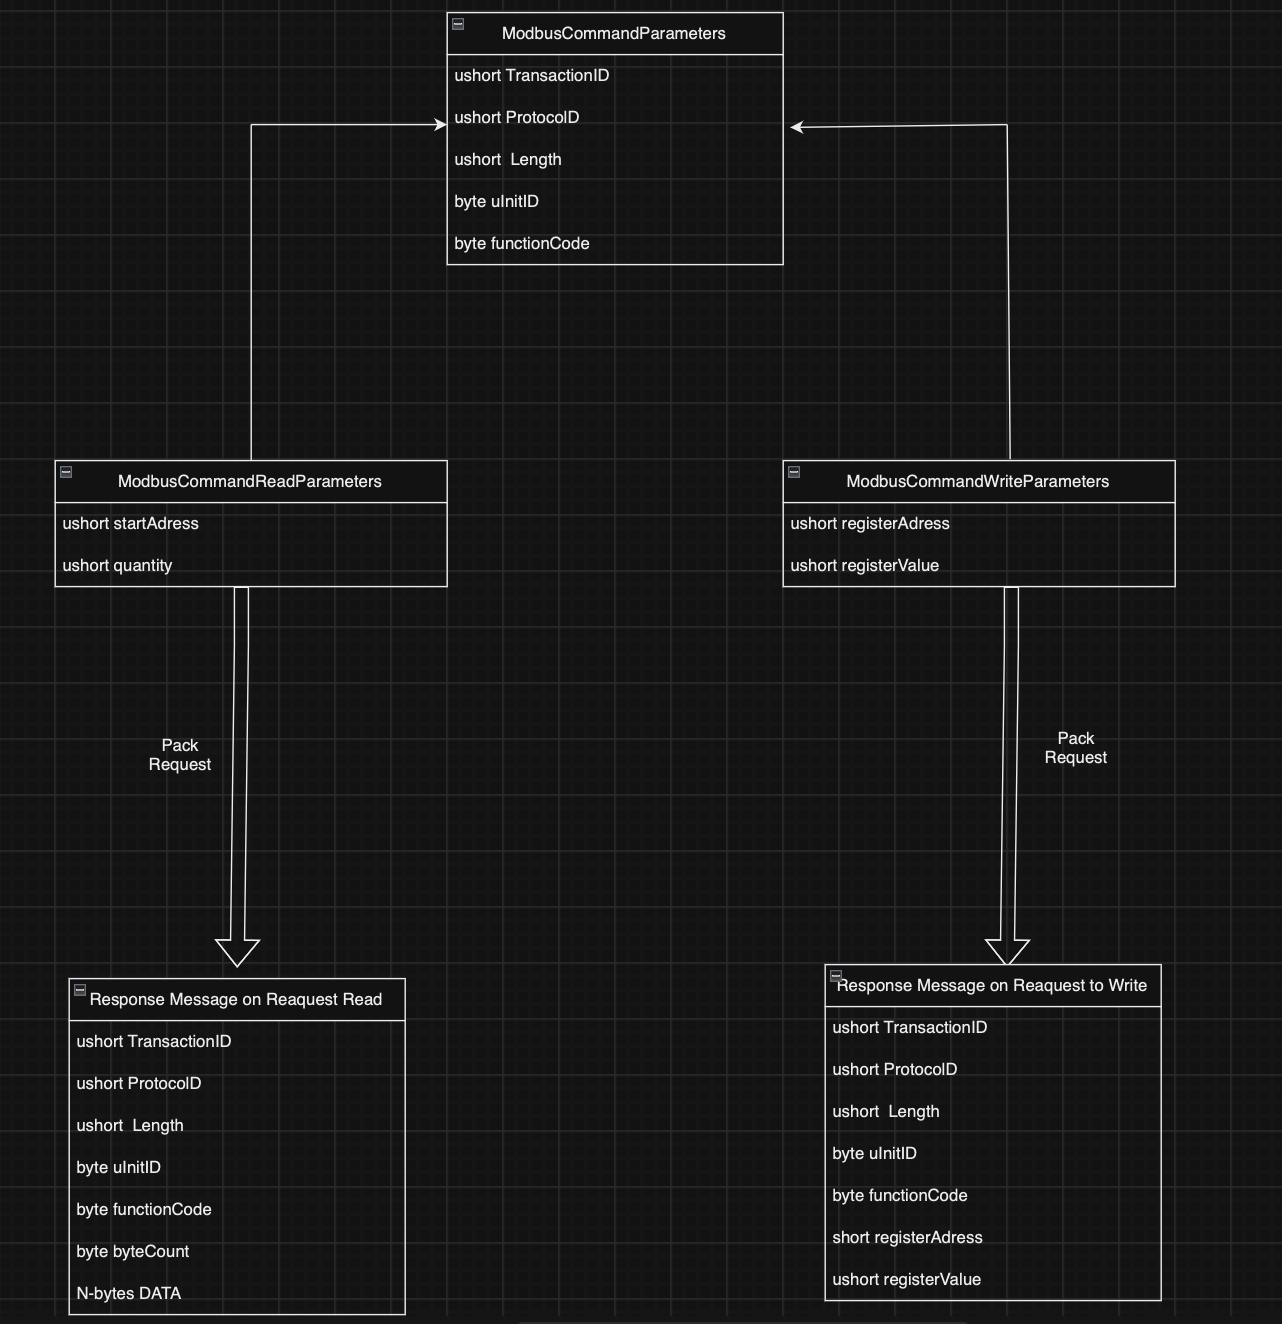 ModbusCommandParameters
ushort TransactionID
ushort ProtocolD
ushort  Length
byte uInitID
byte functionCode
ModbusCommandReadParameters
ushort startAdress
ushort quantity
ModbusCommandWriteParameters
ushort registerAdress
ushort registerValue
Pack
Request
Pack
Request
Response Message on Reaquest Read
ushort TransactionID
ushort ProtocolD
ushort  Length
byte uInitID
byte functionCode
byte byteCount
N-bytes DATA
Response Message on Reaquest to Write
ushort TransactionID
ushort ProtocolD
ushort  Length
byte uInitID
byte functionCode
short registerAdress
ushort registerValue